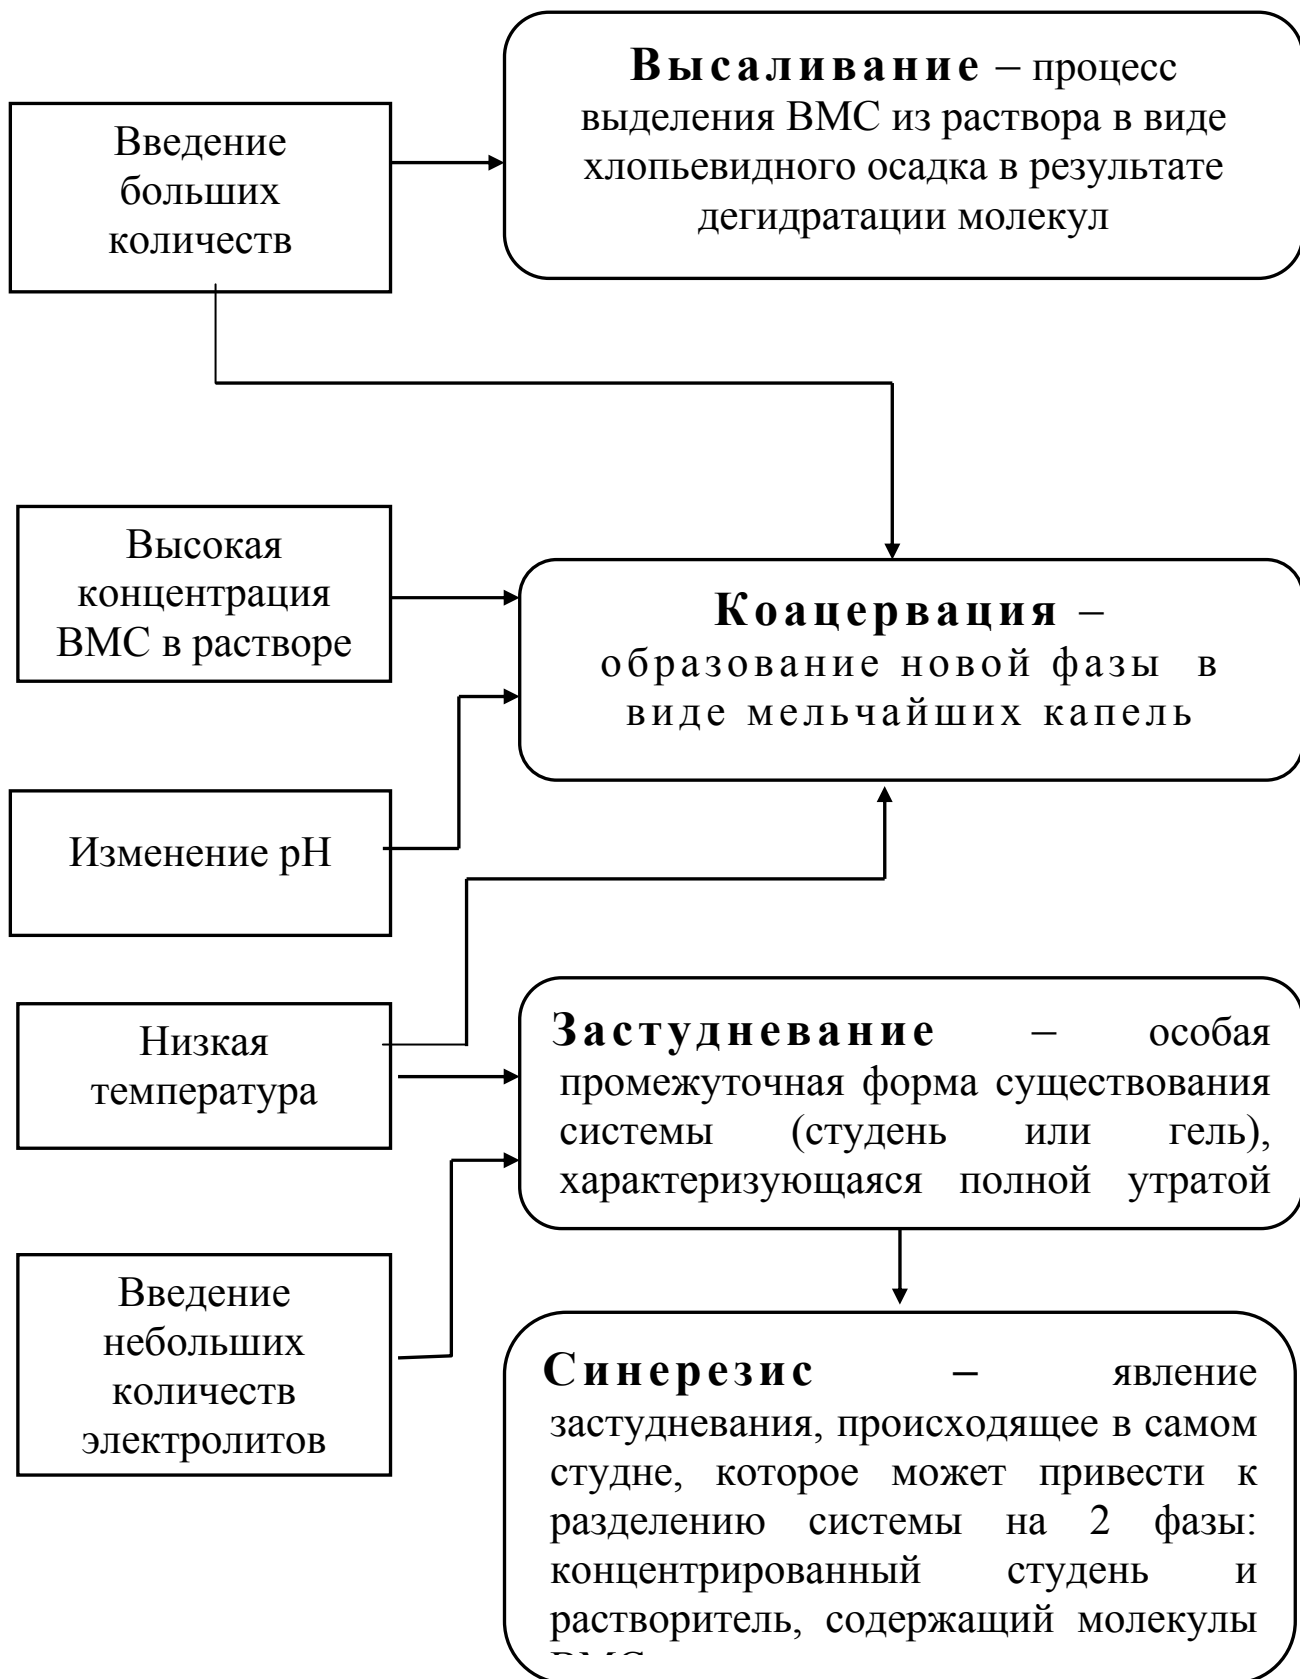 Высаливание – процесс
выделения ВМС из раствора в виде
хлопьевидного осадка в результате
дегидратации молекул
Введение
больших
количеств
Высокая
концентрация
ВМС в растворе
Коацервация –
образование новой фазы в
виде мельчайших капель
Изменение рН
Низкая
температура
Застудневание – особая
промежуточная форма существования
системы (студень или гель),
характеризующаяся полной утратой
Введение
небольших
количеств
электролитов
Синерезис – явление
застудневания, происходящее в самом
студне, которое может привести к
разделению системы на 2 фазы:
концентрированный студень и
растворитель, содержащий молекулы